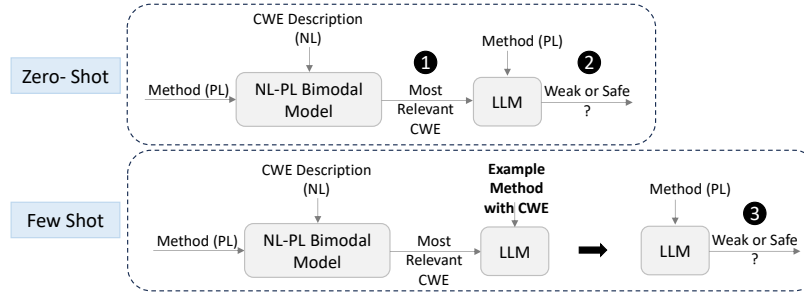 CWE Description
(NL)
Method (PL)
1
2
Zero- Shot
Method (PL)
NL-PL Bimodal
Model
Most
Relevant
CWE
LLM
Weak or Safe
?
CWE Description
(NL)
Example
Method
with CWE
Method (PL)
3
Few Shot
Method (PL)
NL-PL Bimodal
Model
Most
Relevant
CWE
LLM
LLM
Weak or Safe
?